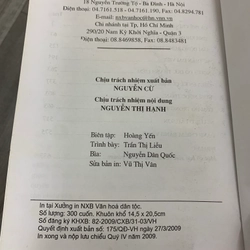 18 Nguyễn Trường Tộ - Ba Đình - Hà Nội
ĐT: 04.7161.518 - 04.7161.190, Fax: 04.8294.781
E-mail: nxbvanhoc@hn.vnn.vn
Chi nhánh tại Tp. Hồ Chí Minh
290/20 Nam Kỳ Khởi Nghĩa - Quận 3
Điện thoại: 08.8469858, Fax: 08.8483481
Chịu trách nhiệm xuất bản
NGUYỄN CỪ
Chịu trách nhiệm nội dung
NGUYỄN THỊ HẠNH
Biên tập: Hoàng Yến
Trình bày: Trần Thị Liễu
Bìa: Nguyễn Dân Quốc
Sửa bản in: Vũ Thị Vân
In tại Xưởng in NXB Văn hoá dân tộc.
Số lượng: 300 cuốn. Khuôn khổ 14,5 x 20,5cm
Số đăng ký KHXB: 82-2009/CXB/31-03/VH
Quyết định xuất bản số: 175/QĐ-VH ngày 27/3/2009
In xong và nộp lưu chiểu Quý IV năm 2009.